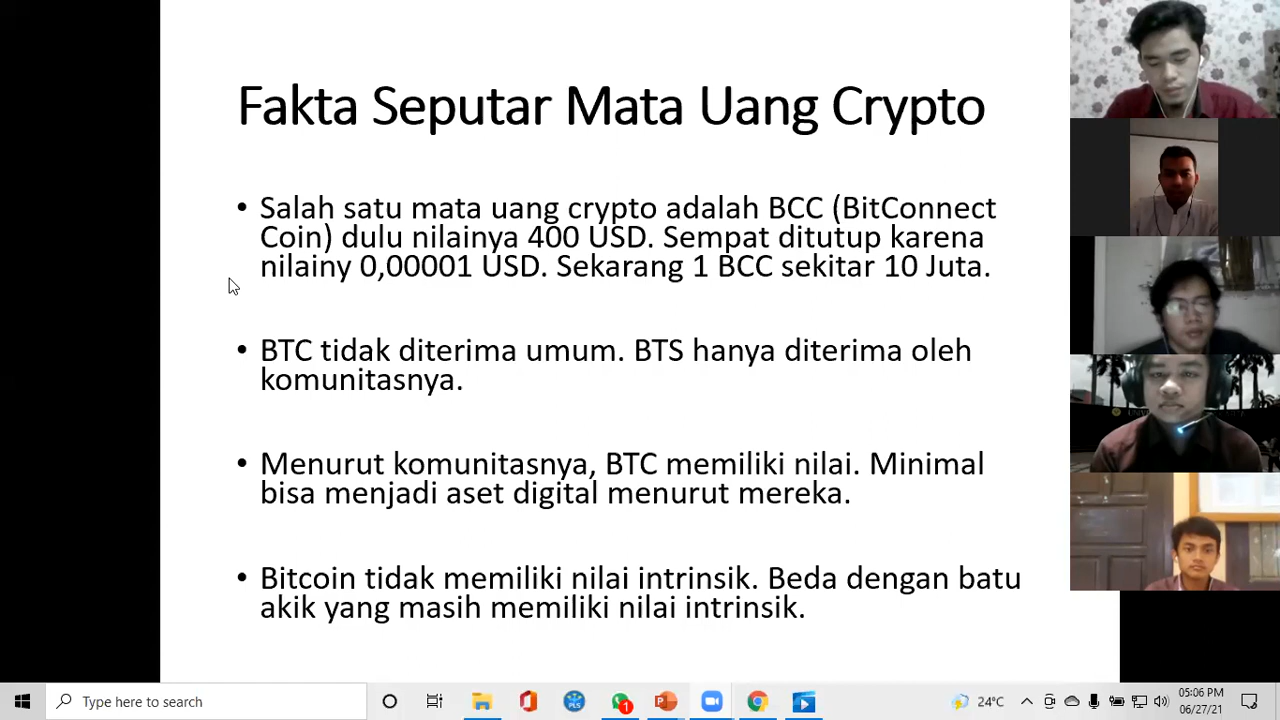 Fakta Seputar Mata Uang Crypto
• Salah satu mata uang crypto adalah BCC (BitConnect
Coin) dulu nilainya 400 USD. Sempat ditutup karena
nilainy 0,00001 USD. Sekarang 1 BCC sekitar 10 Juta.
• BTC tidak diterima umum. BTS hanya diterima oleh
komunitasnya.
• Menurut komunitasnya, BTC memiliki nilai. Minimal
bisa menjadi aset digital menurut mereka.
• Bitcoin tidak memiliki nilai intrinsik. Beda dengan batu
akik yang masih memiliki nilai intrinsik.
Type here to search
PLS
1
24°C
05:06 PM
06/27/21